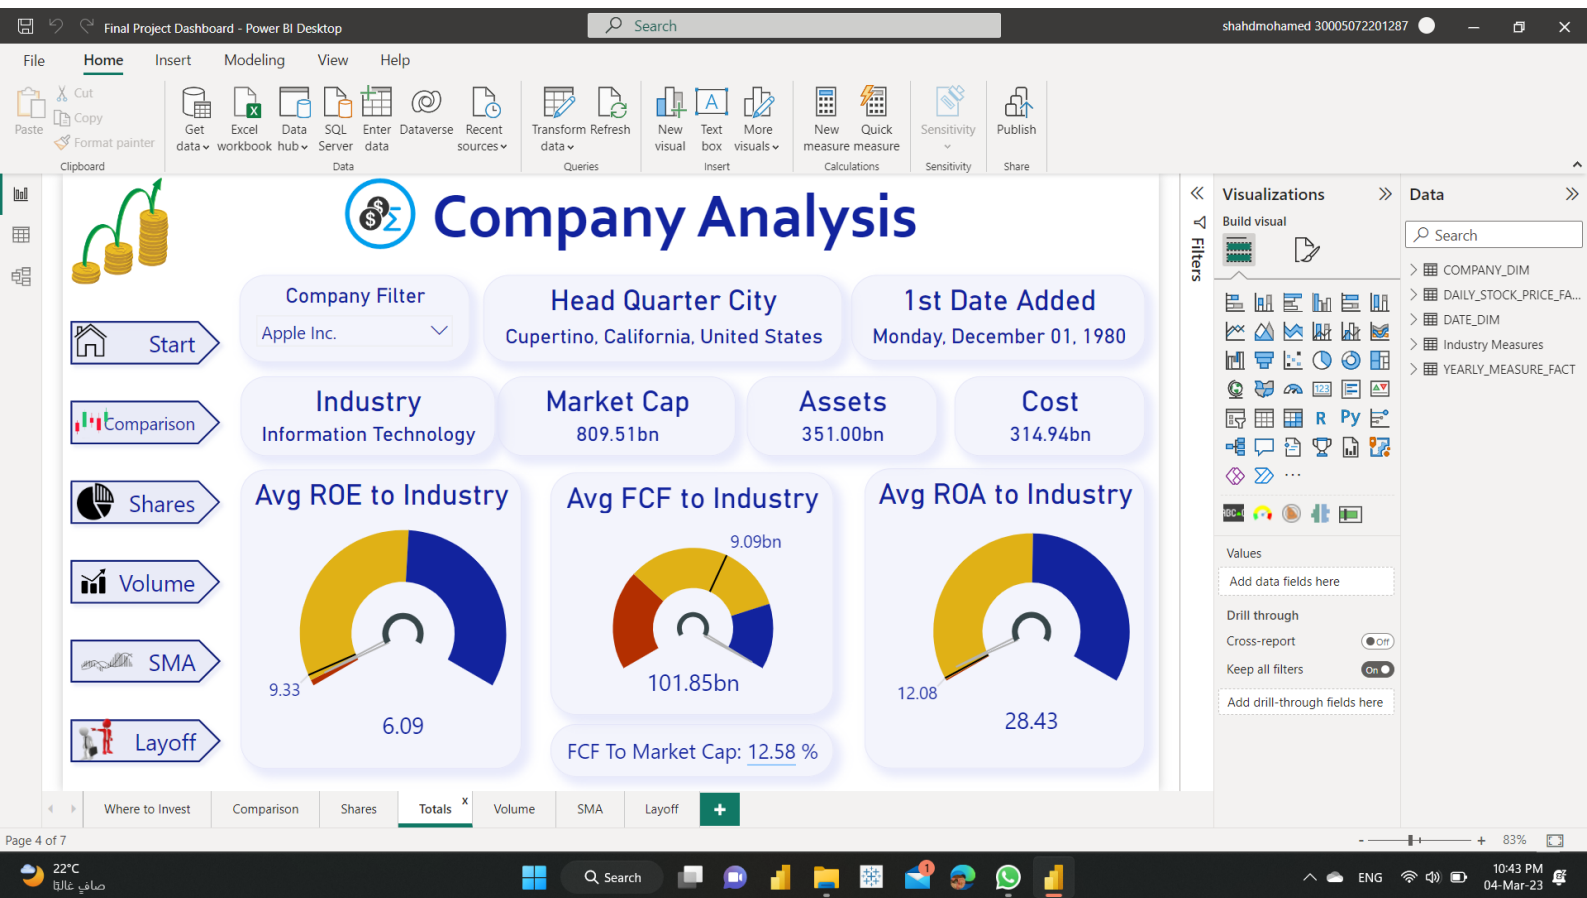 Final Project Dashboard - Power BI Desktop
Search
shahdmohamed 30005072201287
File Home Insert Modeling View Help
Paste
Cut
Copy
Format painter
Clipboard
Get data
Excel workbook
Data hub
SQL Server
Enter data
Dataverse
Recent sources
Data
Transform data
Refresh
Queries
New visual
Text box
More visuals
Insert
New measure
Quick measure
Calculations
Sensitivity
Sensitivity
Publish
Share
Company Analysis
Start
Comparison
Shares
Volume
SMA
Layoff
Company Filter
Apple Inc.
Head Quarter City
Cupertino, California, United States
1st Date Added
Monday, December 01, 1980
Industry
Information Technology
Market Cap
809.51bn
Assets
351.00bn
Cost
314.94bn
Avg ROE to Industry
9.33
6.09
Avg FCF to Industry
9.09bn
101.85bn
FCF To Market Cap: 12.58 %
Avg ROA to Industry
12.08
28.43
Filters
Visualizations
Build visual
123
R
Py
...
Values
Add data fields here
Drill through
Cross-report
Off
Keep all filters
On
Add drill-through fields here
Data
Search
COMPANY_DIM
DAILY_STOCK_PRICE_FA...
DATE_DIM
Industry Measures
YEARLY_MEASURE_FACT
Where to Invest
Comparison
Shares
Totals
x
Volume
SMA
Layoff
+
Page 4 of 7
- + 83%
22°C
صافٍ غالبًا
Search
1
ENG
10:43 PM
04-Mar-23